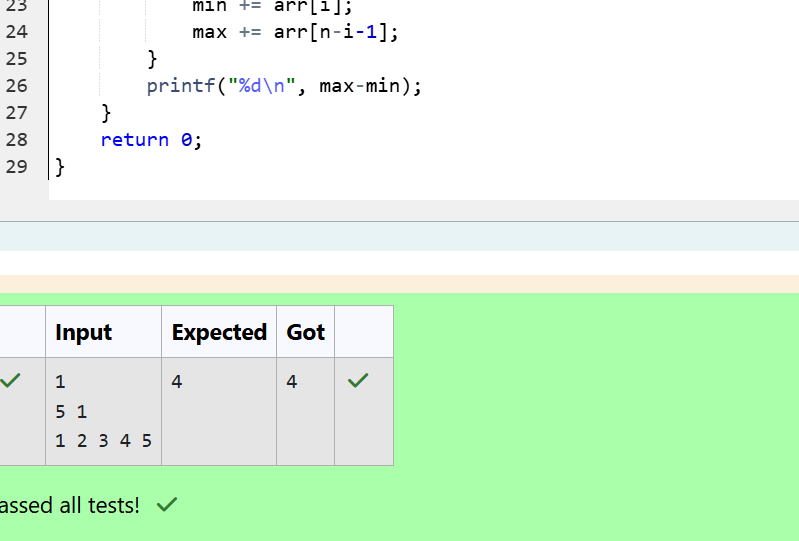 23 min += arr[i];
24 max += arr[n-i-1];
25 }
26 printf("%d\n", max-min);
27 }
28 return 0;
29 }
Input Expected Got
1 4 4
5 1
1 2 3 4 5
assed all tests!